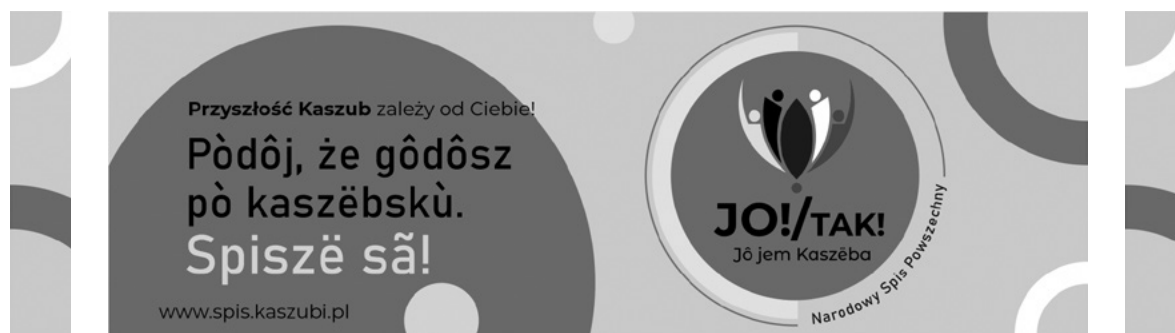 Przyszłość Kaszub zależy od Ciebie!
Pòdôj, że gôdôsz
pò kaszëbskù.
Spiszë sã!
www.spis.kaszubi.pl
JO!/TAK!
Jô jem Kaszëba
Narodowy Spis Powszechny